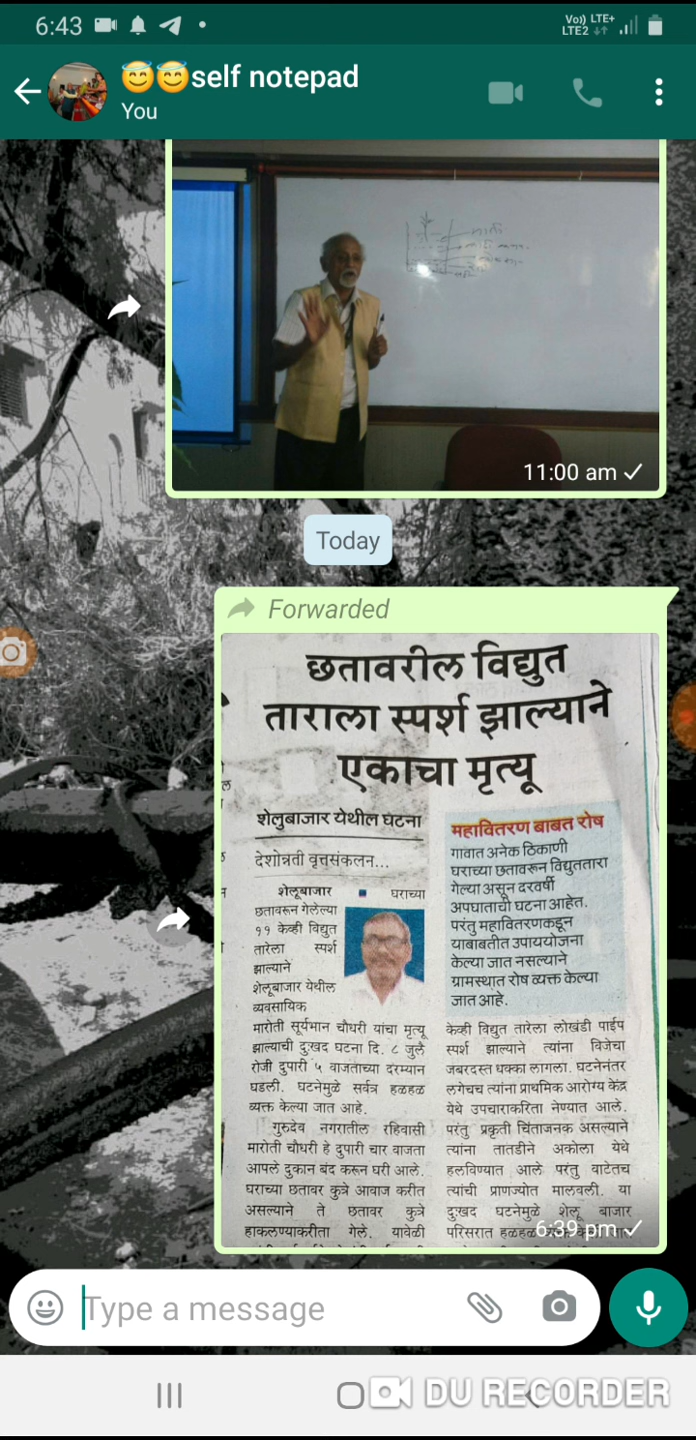 6:43
Vo)) LTE+
LTE2
😇😇self notepad
You
11:00 am
Today
Forwarded
छतावरील विद्युत
ताराला स्पर्श झाल्याने
एकाचा मृत्यू
शेलुबाजार येथील घटना
देशोन्नती वृत्तसंकलन...
शेलूबाजार ▪ घराच्या
छतावरून गेलेल्या
११ केव्ही विद्युत
तारेला स्पर्श
झाल्याने
शेलूबाजार येथील
व्यवसायिक
मारोती सूर्यभान चौधरी यांचा मृत्यू
झाल्याची दुःखद घटना दि. ८ जुलै
रोजी दुपारी ५ वाजताच्या दरम्यान
घडली. घटनेमुळे सर्वत्र हळहळ
व्यक्त केल्या जात आहे.
गुरुदेव नगरातील रहिवासी
मारोती चौधरी हे दुपारी चार वाजता
आपले दुकान बंद करून घरी आले.
घराच्या छतावर कुत्रे आवाज करीत
असल्याने ते छतावर कुत्रे
हाकलण्याकरीता गेले. यावेळी
महावितरण बाबत रोष
गावात अनेक ठिकाणी
घराच्या छतावरून विद्युततारा
गेल्या असून दरवर्षी
अपघाताची घटना आहेत.
परंतु महावितरणकडून
याबाबतीत उपाययोजना
केल्या जात नसल्याने
ग्रामस्थात रोष व्यक्त केल्या
जात आहे.
केव्ही विद्युत तारेला लोखंडी पाईप
स्पर्श झाल्याने त्यांना विजेचा
जबरदस्त धक्का लागला. घटनेनंतर
लगेचच त्यांना प्राथमिक आरोग्य केंद्र
येथे उपचाराकरिता नेण्यात आले.
परंतु प्रकृती चिंताजनक असल्याने
त्यांना तातडीने अकोला येथे
हलविण्यात आले परंतु वाटेतच
त्यांची प्राणज्योत मालवली. या
दुःखद घटनेमुळे शेलू बाजार
परिसरात हळहळ
6:39 pm
Type a message
DU RECORDER